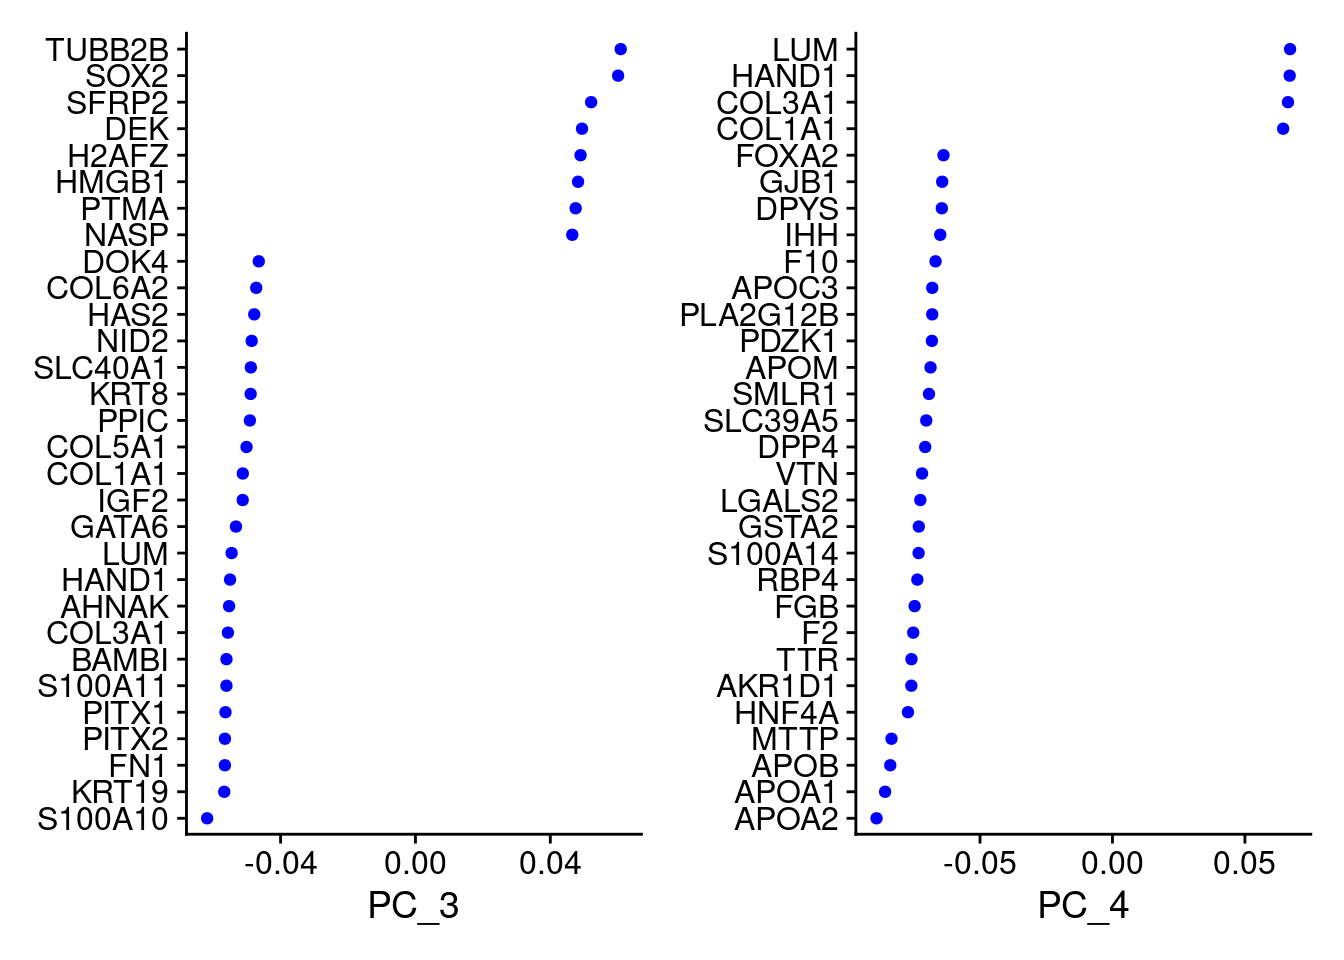 TUBB2B
SOX2
SFRP2
DEK
H2AFZ
HMGB1
PTMA
NASP
DOK4
COL6A2
HAS2
NID2
SLC40A1
KRT8
PPIC
COL5A1
COL1A1
IGF2
GATA6
LUM
HAND1
AHNAK
COL3A1
BAMBI
S100A11
PITX1
PITX2
FN1
KRT19
S100A10
-0.04 0.00 0.04
PC_3
LUM
HAND1
COL3A1
COL1A1
FOXA2
GJB1
DPYS
IHH
F10
APOC3
PLA2G12B
PDZK1
APOM
SMLR1
SLC39A5
DPP4
VTN
LGALS2
GSTA2
S100A14
RBP4
FGB
F2
TTR
AKR1D1
HNF4A
MTTP
APOB
APOA1
APOA2
-0.05 0.00 0.05
PC_4